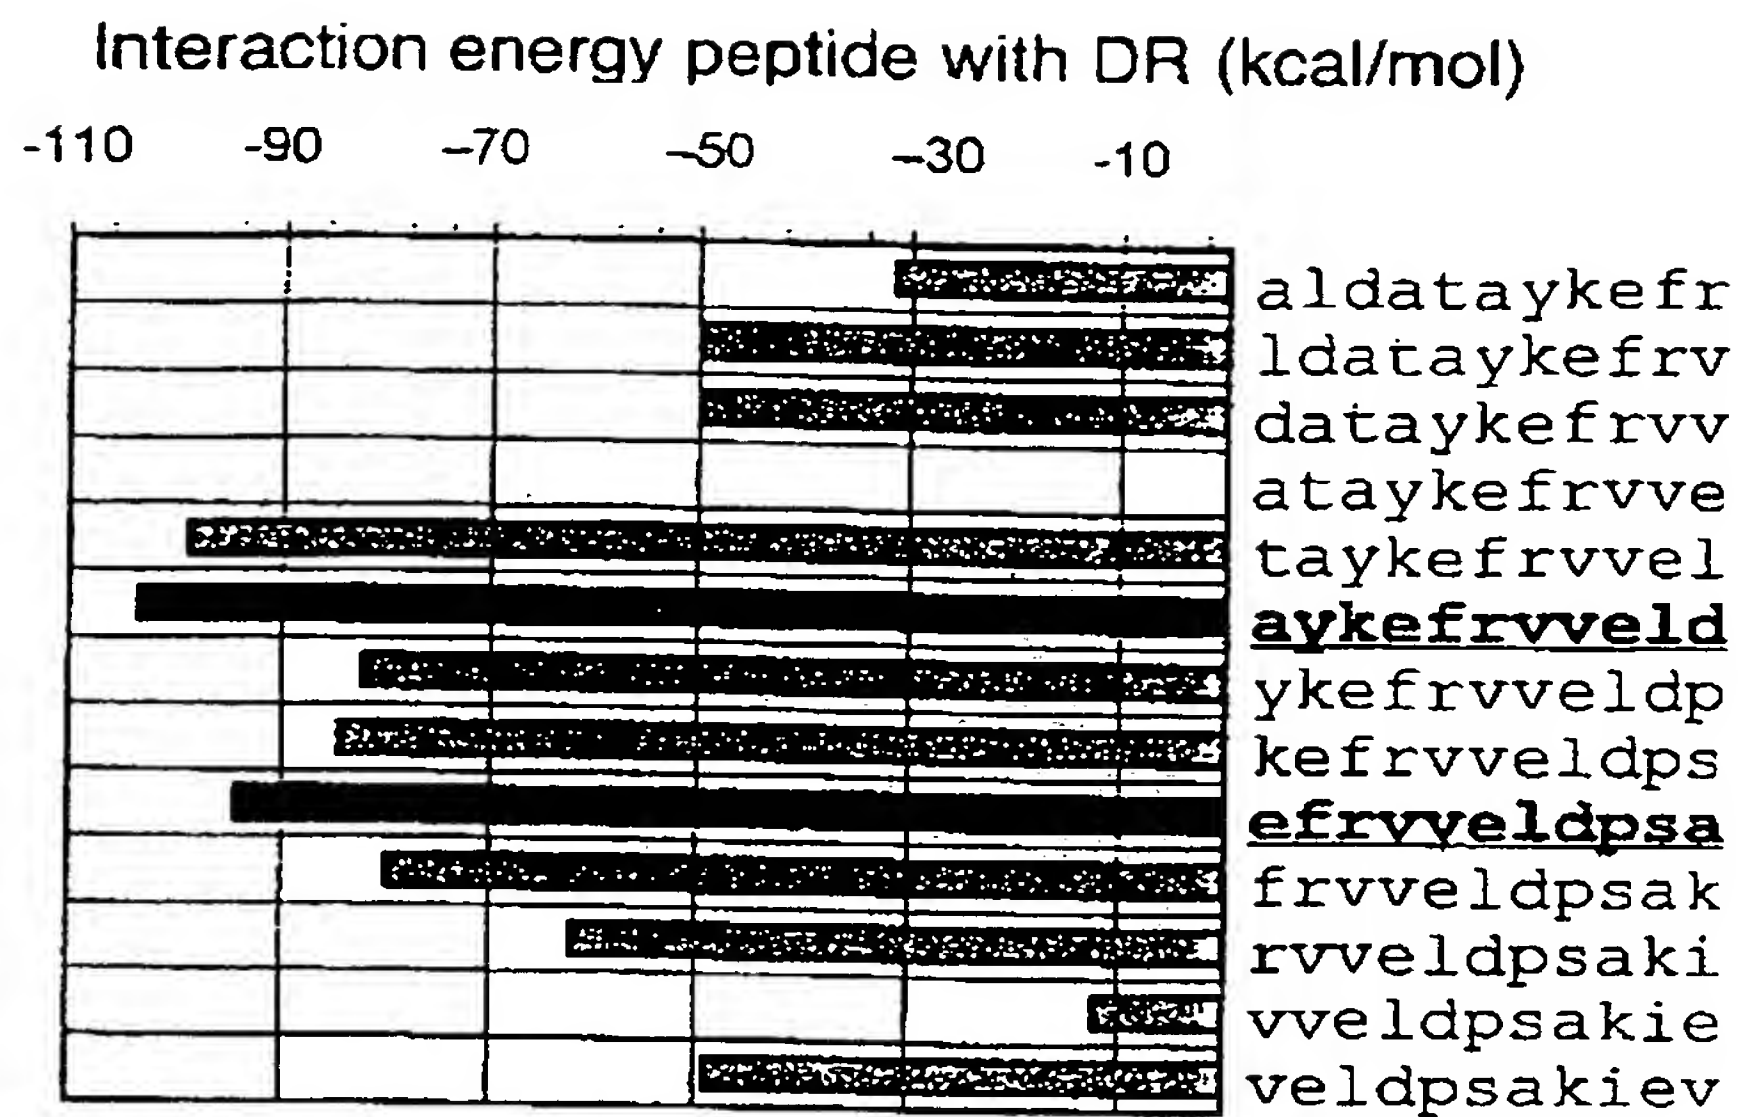 Interaction energy peptide with DR (kcal/mol)
-110 -90 -70 -50 -30 -10
aldataykefr
ldataykefrv
dataykefrvv
ataykefrvve
taykefrvvel
aykefrvveld
ykefrvveldp
kefrvveldps
efrvveldpsa
frvveldpsak
rvveldpsaki
vveldpsakie
veldpsakiev